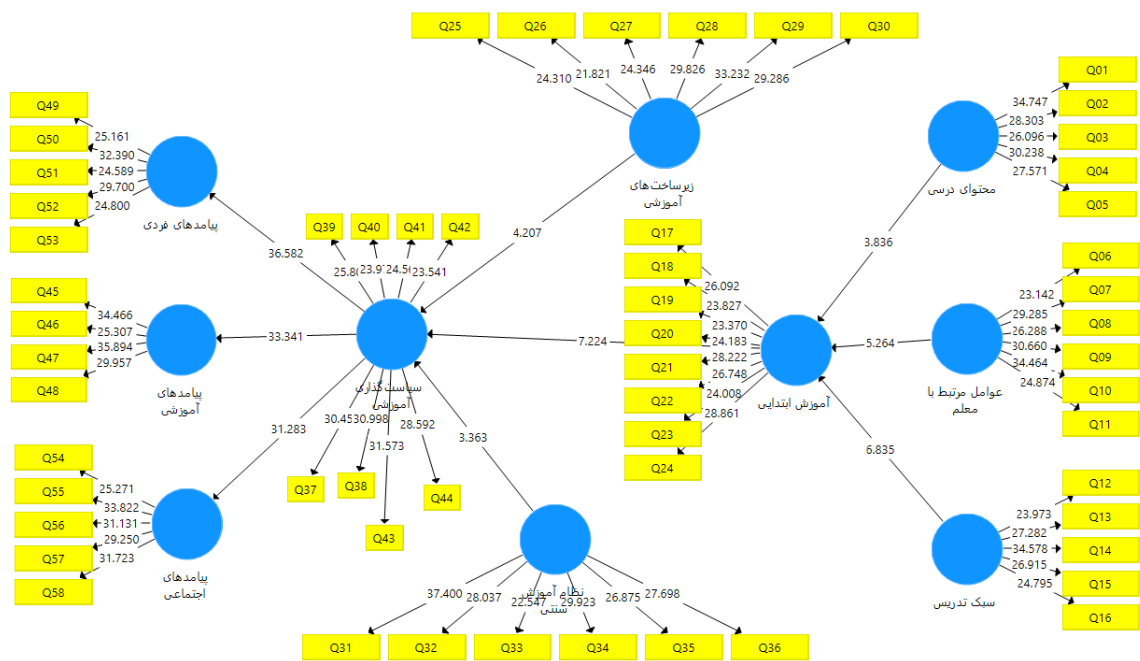 Q25
Q26
Q27
Q28
Q29
Q30
24.310
21.821
24.346
29.826
33.232
29.286
زیرساخت‌های
آموزشی
Q01
Q02
Q03
Q04
Q05
34.747
28.303
26.096
30.238
27.571
محتوای درسی
Q49
Q50
Q51
Q52
Q53
25.161
32.390
24.589
29.700
24.800
پیامدهای فردی
36.582
4.207
3.836
Q39
Q40
Q41
Q42
23.541
Q17
Q18
Q19
Q20
Q21
Q22
Q23
Q24
26.092
23.827
23.370
24.183
28.222
26.748
24.008
28.861
آموزش ابتدایی
Q06
Q07
Q08
Q09
Q10
Q11
23.142
29.285
26.288
30.660
34.464
24.874
عوامل مرتبط با
معلم
Q45
Q46
Q47
Q48
34.466
25.307
35.894
29.957
پیامدهای
آموزشی
33.341
7.224
5.264
سیاست‌گذاری
آموزشی
30.998
31.573
28.592
Q37
Q38
Q43
Q44
31.283
3.363
6.835
Q54
Q55
Q56
Q57
Q58
25.271
33.822
31.131
29.250
31.723
پیامدهای
اجتماعی
نظام آموزش
سنتی
37.400
28.037
22.547
29.923
26.875
27.698
Q31
Q32
Q33
Q34
Q35
Q36
Q12
Q13
Q14
Q15
Q16
23.973
27.282
34.578
26.915
24.795
سبک تدریس